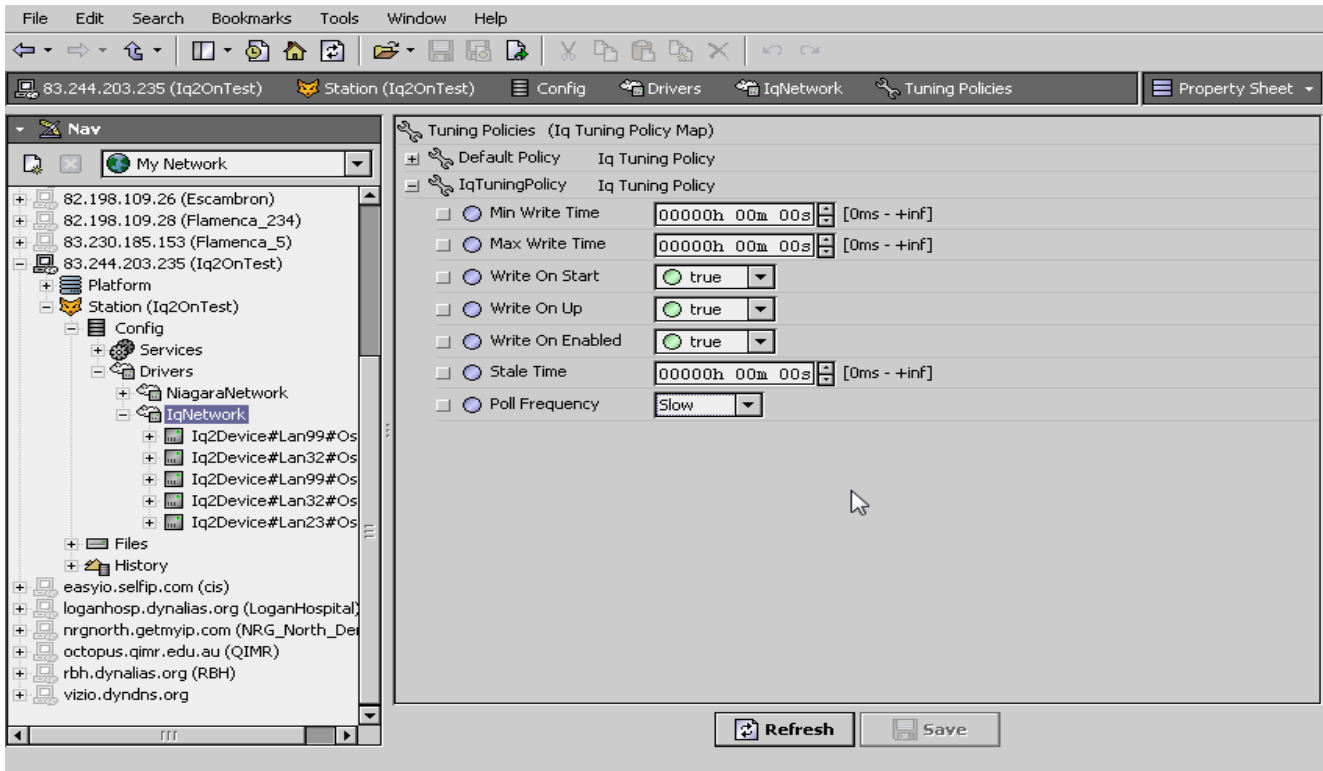 File Edit Search Bookmarks Tools Window Help
83.244.203.235 (Iq2OnTest) Station (Iq2OnTest) Config Drivers IqNetwork Tuning Policies Property Sheet
Nav
My Network
82.198.109.26 (Escambron)
82.198.109.28 (Flamenca_234)
83.230.185.153 (Flamenca_5)
83.244.203.235 (Iq2OnTest)
Platform
Station (Iq2OnTest)
Config
Services
Drivers
NiagaraNetwork
IqNetwork
Iq2Device#Lan99#Os
Iq2Device#Lan32#Os
Iq2Device#Lan99#Os
Iq2Device#Lan32#Os
Iq2Device#Lan23#Os
Files
History
easyio.selfip.com (cis)
loganhosp.dynalias.org (LoganHospital)
nrgnorth.getmyip.com (NRG_North_Der
octopus.qimr.edu.au (QIMR)
rbh.dynalias.org (RBH)
vizio.dyndns.org
Tuning Policies (Iq Tuning Policy Map)
Default Policy Iq Tuning Policy
IqTuningPolicy Iq Tuning Policy
Min Write Time 00000h 00m 00s [0ms - +inf]
Max Write Time 00000h 00m 00s [0ms - +inf]
Write On Start true
Write On Up true
Write On Enabled true
Stale Time 00000h 00m 00s [0ms - +inf]
Poll Frequency Slow
Refresh Save